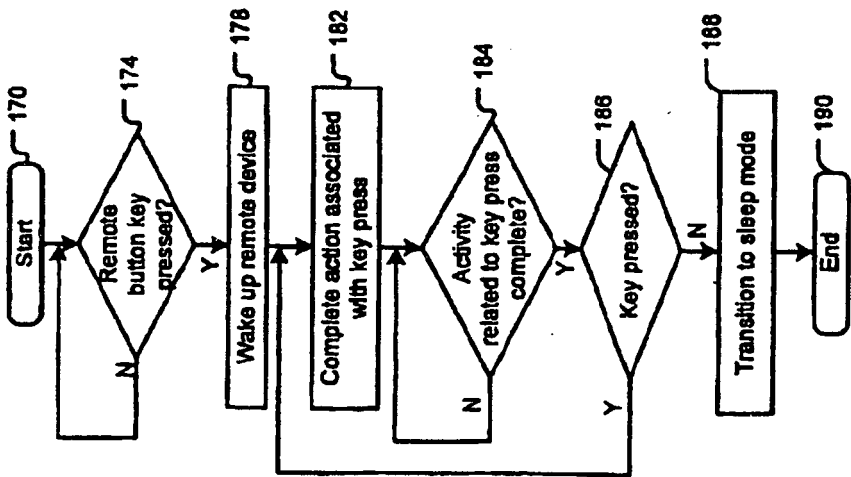 Start
170
Remote
button key
pressed?
174
N
Y
Wake up remote device
178
Complete action associated
with key press
182
Activity
related to key press
complete?
184
N
Y
Key pressed?
186
Y
N
Transition to sleep mode
188
End
190